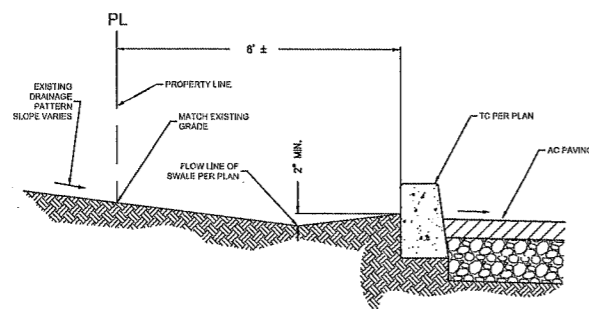 PL
6' ±
EXISTING
DRAINAGE
PATTERN
SLOPE VARIES
PROPERTY LINE
MATCH EXISTING
GRADE
FLOW LINE OF
SWALE PER PLAN
2" MIN.
TC PER PLAN
AC PAVING